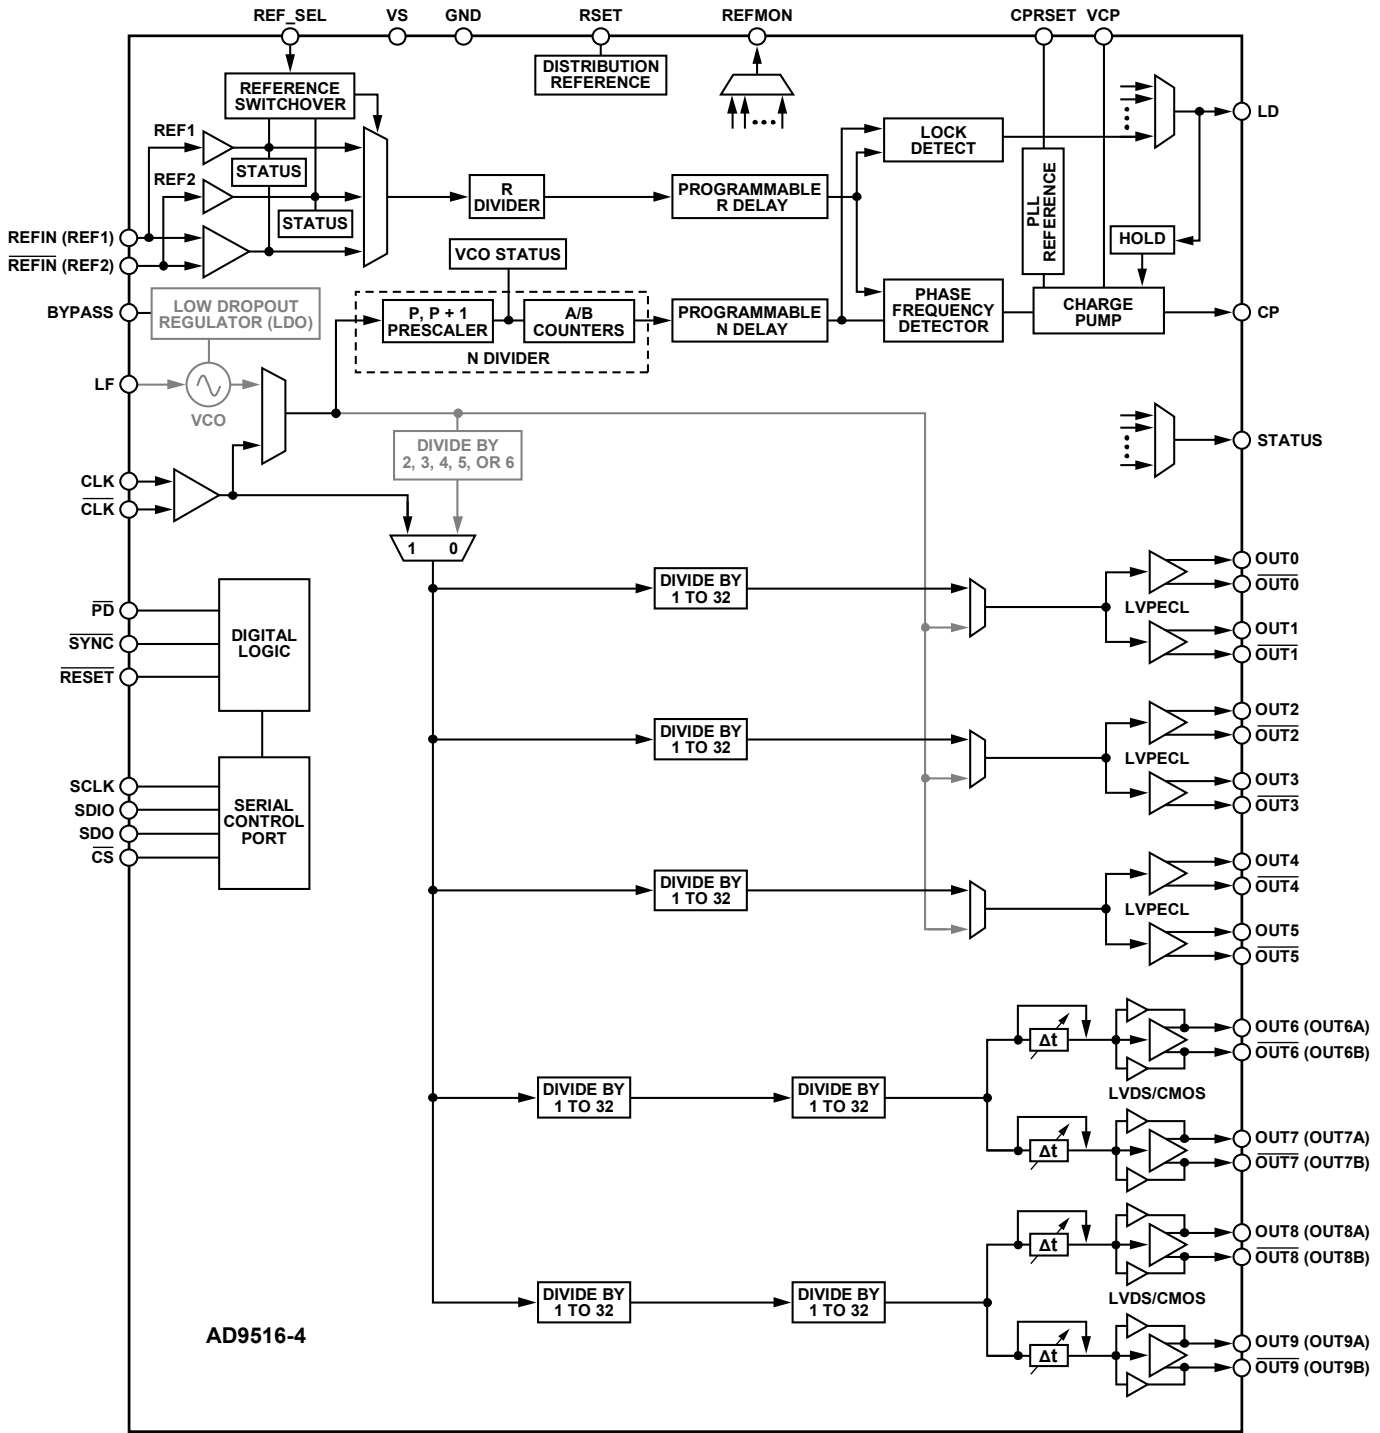 REF_SEL
VS
GND
RSET
REFMON
CPRSET
VCP
DISTRIBUTION
REFERENCE
REFERENCE
SWITCHOVER
LD
REF1
LOCK
DETECT
STATUS
REF2
R
DIVIDER
PROGRAMMABLE
R DELAY
PLL
REFERENCE
STATUS
REFIN (REF1)
HOLD
VCO STATUS
REFIN (REF2)
BYPASS
LOW DROPOUT
REGULATOR (LDO)
P, P + 1
PRESCALER
A/B
COUNTERS
PROGRAMMABLE
N DELAY
PHASE
FREQUENCY
DETECTOR
CHARGE
PUMP
CP
N DIVIDER
LF
VCO
STATUS
DIVIDE BY
2, 3, 4, 5, OR 6
CLK
CLK
1 0
OUT0
DIVIDE BY
1 TO 32
OUT0
LVPECL
PD
OUT1
DIGITAL
LOGIC
SYNC
OUT1
RESET
OUT2
DIVIDE BY
1 TO 32
OUT2
LVPECL
SCLK
OUT3
SERIAL
CONTROL
PORT
SDIO
OUT3
SDO
CS
OUT4
DIVIDE BY
1 TO 32
OUT4
LVPECL
OUT5
OUT5
OUT6 (OUT6A)
Δt
OUT6 (OUT6B)
DIVIDE BY
1 TO 32
DIVIDE BY
1 TO 32
LVDS/CMOS
OUT7 (OUT7A)
Δt
OUT7 (OUT7B)
OUT8 (OUT8A)
Δt
OUT8 (OUT8B)
DIVIDE BY
1 TO 32
DIVIDE BY
1 TO 32
LVDS/CMOS
AD9516-4
OUT9 (OUT9A)
Δt
OUT9 (OUT9B)